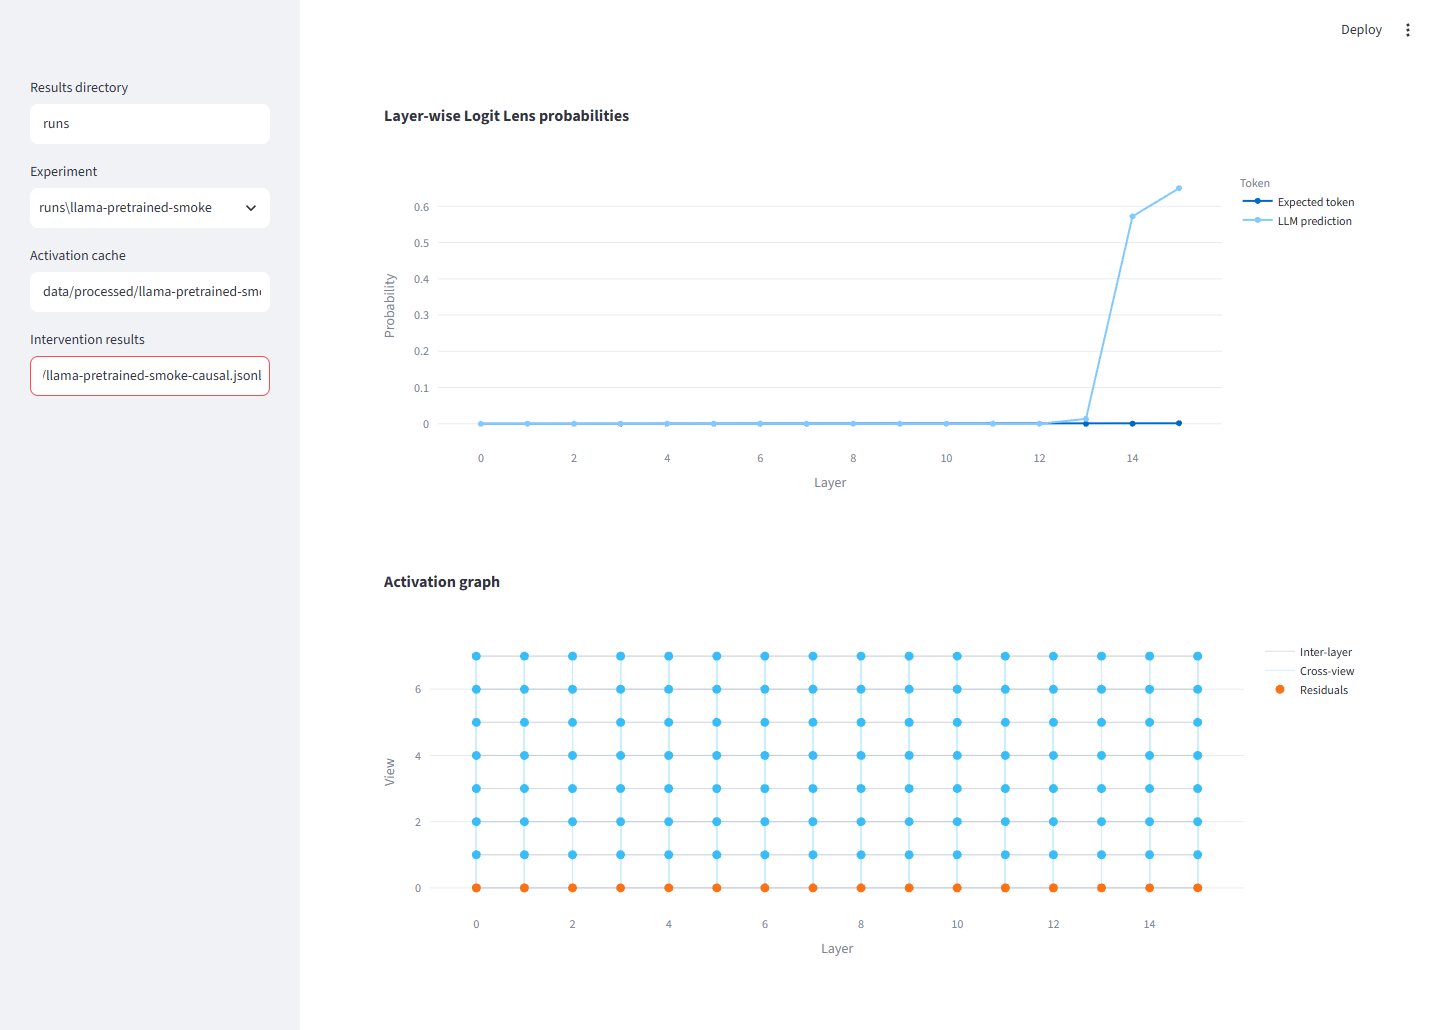 Deploy
Results directory
runs
Experiment
runs\llama-pretrained-smoke
Activation cache
data/processed/llama-pretrained-smo
Intervention results
/llama-pretrained-smoke-causal.jsonl
Layer-wise Logit Lens probabilities
Token
Expected token
LLM prediction
0.6
0.5
0.4
0.3
0.2
0.1
0
Probability
0 2 4 6 8 10 12 14
Layer
Activation graph
Inter-layer
Cross-view
Residuals
6
4
2
0
View
0 2 4 6 8 10 12 14
Layer